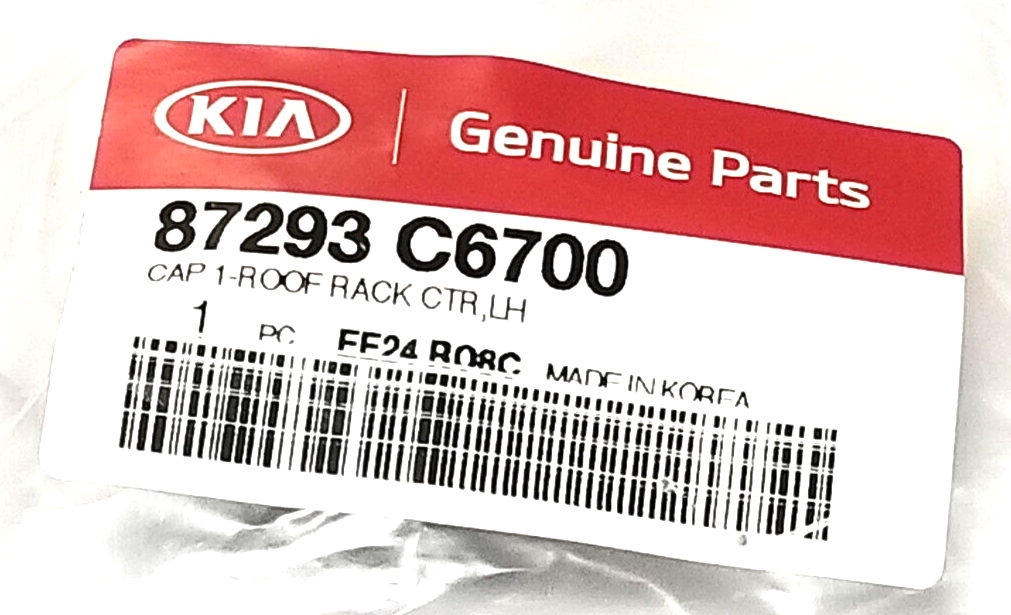 KIA Genuine Parts
87293 C6700
CAP 1-ROOF RACK CTR,LH
1 PC MADE IN KOREA